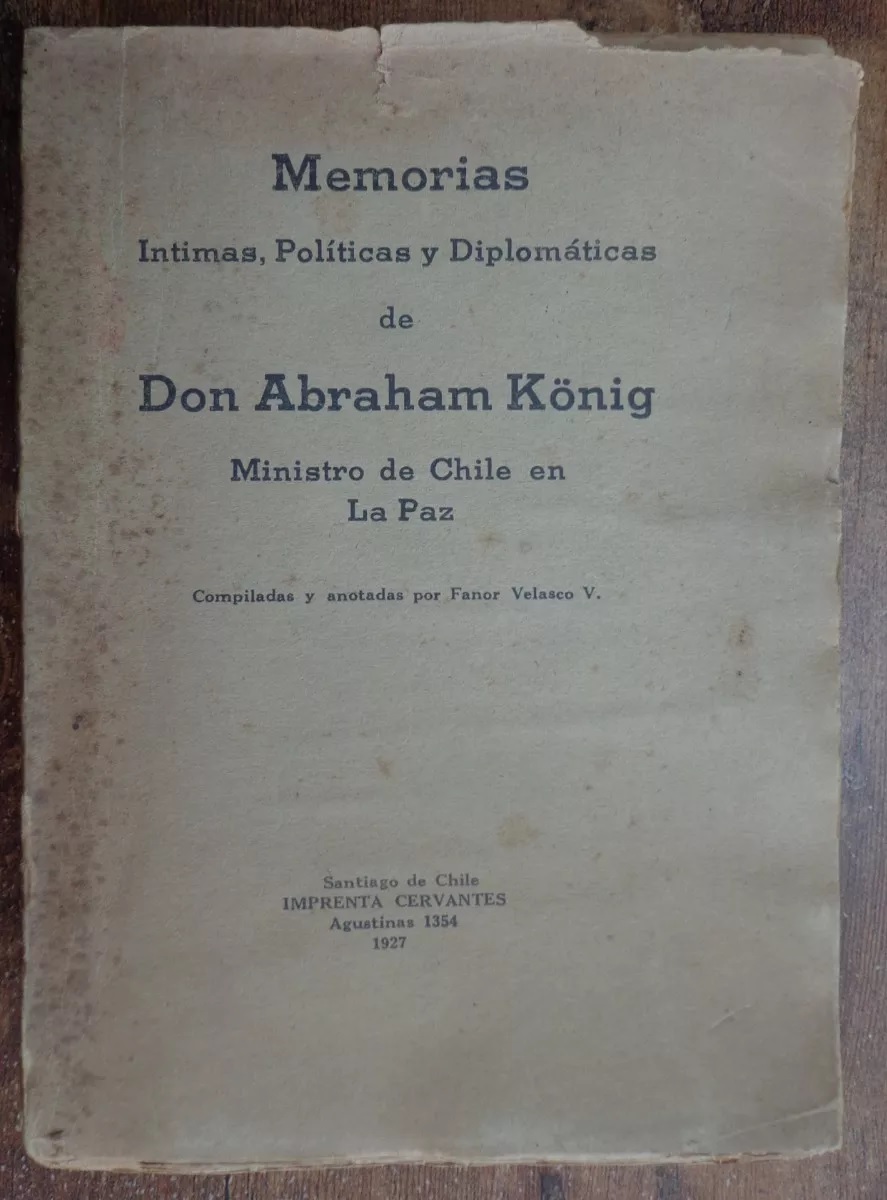 Memorias
Intimas, Políticas y Diplomáticas
de
Don Abraham König
Ministro de Chile en
La Paz
Compiladas y anotadas por Fanor Velasco V.
Santiago de Chile
IMPRENTA CERVANTES
Agustinas 1354
1927